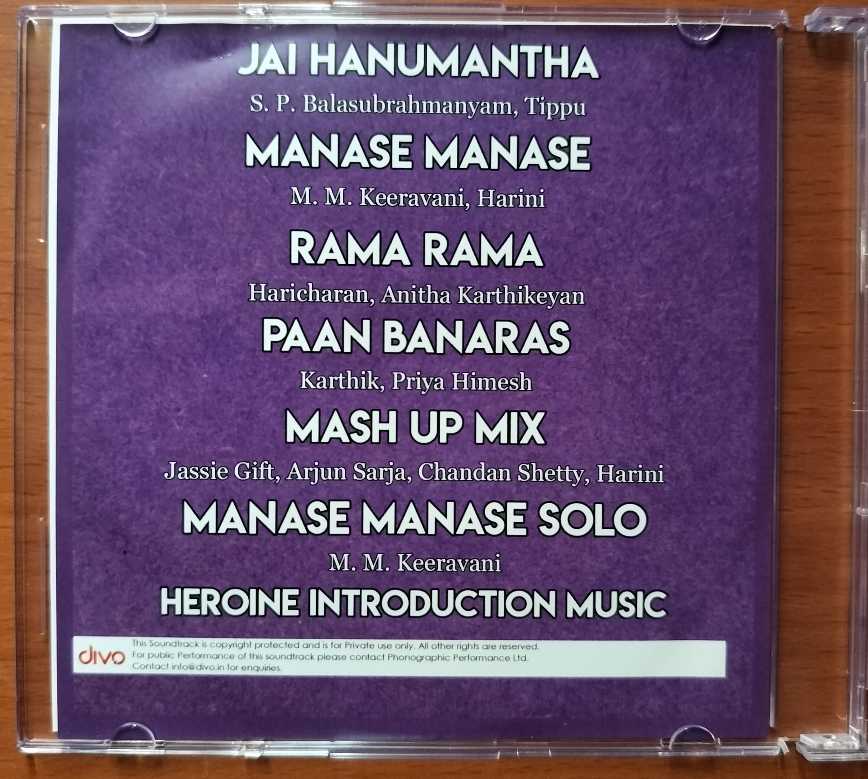 JAI HANUMANTHA
S. P. Balasubrahmanyam, Tippu
MANASE MANASE
M. M. Keeravani, Harini
RAMA RAMA
Haricharan, Anitha Karthikeyan
PAAN BANARAS
Karthik, Priya Himesh
MASH UP MIX
Jassie Gift, Arjun Sarja, Chandan Shetty, Harini
MANASE MANASE SOLO
M. M. Keeravani
HEROINE INTRODUCTION MUSIC
divo
This Soundtrack is copyright protected and is for Private use only. All other rights are reserved.
For public Performance of this soundtrack please contact Phonographic Performance Ltd.
Contact info@divo.in for enquiries.